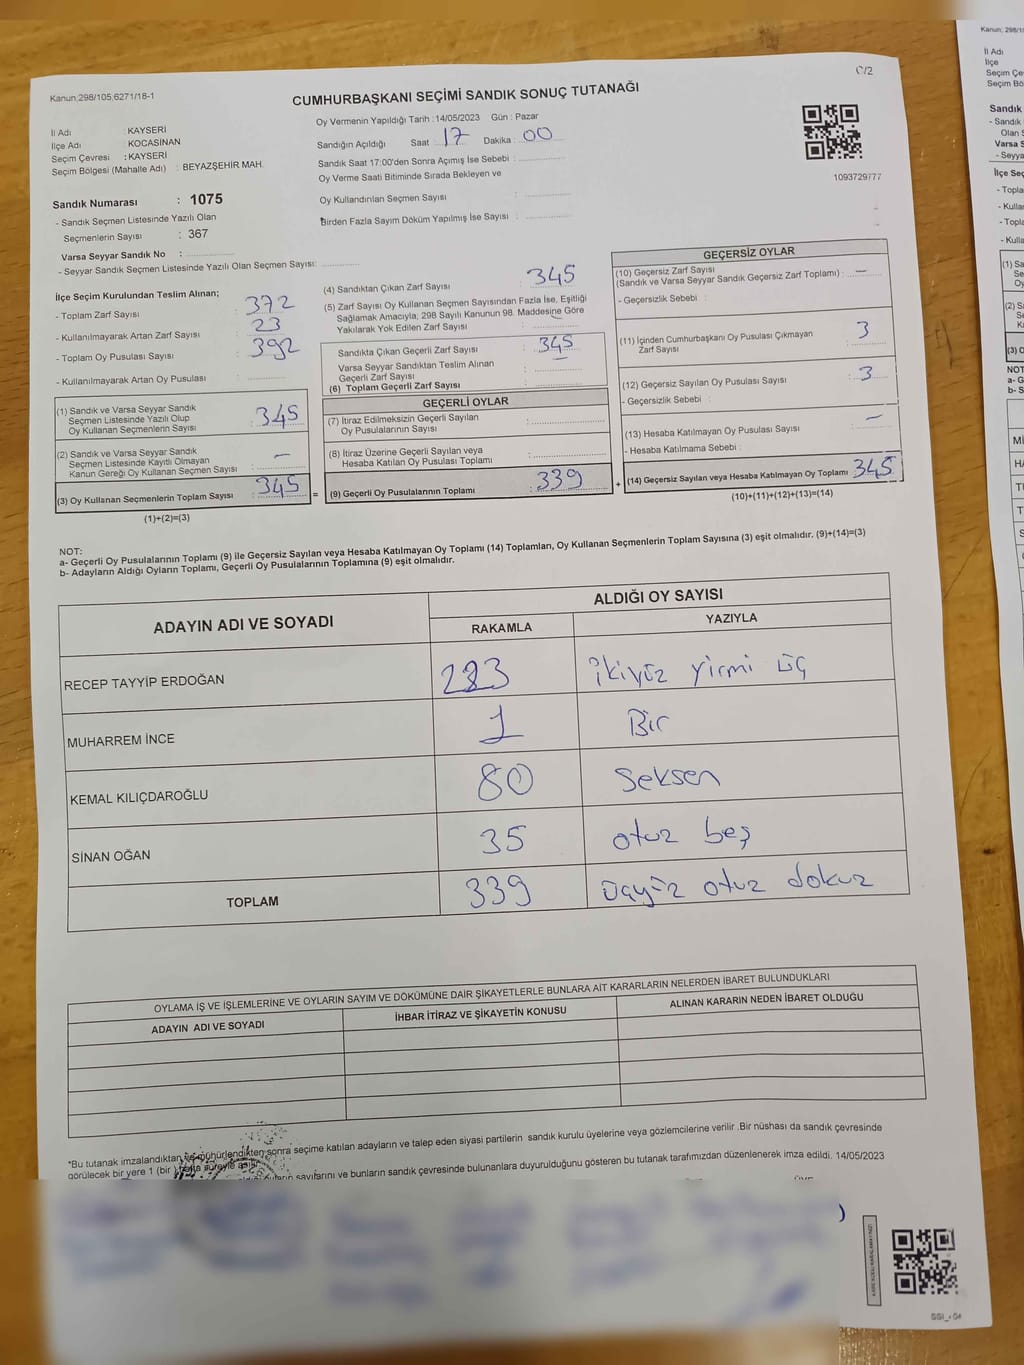 C/2
Kanun;298/105;6271/18-1
CUMHURBAŞKANI SEÇİMİ SANDIK SONUÇ TUTANAĞI
İl Adı : KAYSERİ
İlçe Adı : KOCASİNAN
Seçim Çevresi : KAYSERİ
Seçim Bölgesi (Mahalle Adı) : BEYAZŞEHİR MAH.
Oy Vermenin Yapıldığı Tarih :14/05/2023 Gün : Pazar
Sandığın Açıldığı Saat : 17 Dakika : 00
Sandık Saat 17:00'den Sonra Açımış İse Sebebi :
Oy Verme Saati Bitiminde Sırada Bekleyen ve
Oy Kullandırılan Seçmen Sayısı :
Birden Fazla Sayım Döküm Yapılmış İse Sayısı :
1093729777
Sandık Numarası : 1075
- Sandık Seçmen Listesinde Yazılı Olan
Seçmenlerin Sayısı : 367
Varsa Seyyar Sandık No :
- Seyyar Sandık Seçmen Listesinde Yazılı Olan Seçmen Sayısı:
İlçe Seçim Kurulundan Teslim Alınan;
- Toplam Zarf Sayısı : 372
- Kullanılmayarak Artan Zarf Sayısı : 23
- Toplam Oy Pusulası Sayısı : 392
- Kullanılmayarak Artan Oy Pusulası :
(1) Sandık ve Varsa Seyyar Sandık
Seçmen Listesinde Yazılı Olup
Oy Kullanan Seçmenlerin Sayısı : 345
(2) Sandık ve Varsa Seyyar Sandık
Seçmen Listesinde Kayıtlı Olmayan
Kanun Gereği Oy Kullanan Seçmen Sayısı : –
(3) Oy Kullanan Seçmenlerin Toplam Sayısı : 345
(1)+(2)=(3)
=
(4) Sandıktan Çıkan Zarf Sayısı : 345
(5) Zarf Sayısı Oy Kullanan Seçmen Sayısından Fazla İse, Eşitliği
Sağlamak Amacıyla, 298 Sayılı Kanunun 98. Maddesine Göre
Yakılarak Yok Edilen Zarf Sayısı :
Sandıkta Çıkan Geçerli Zarf Sayısı : 345
Varsa Seyyar Sandıktan Teslim Alınan
Geçerli Zarf Sayısı : –
(6) Toplam Geçerli Zarf Sayısı :
GEÇERLİ OYLAR
(7) İtiraz Edilmeksizin Geçerli Sayılan
Oy Pusulalarının Sayısı :
(8) İtiraz Üzerine Geçerli Sayılan veya
Hesaba Katılan Oy Pusulası Toplamı :
(9) Geçerli Oy Pusulalarının Toplamı : 339
+
GEÇERSİZ OYLAR
(10) Geçersiz Zarf Sayısı
(Sandık ve Varsa Seyyar Sandık Geçersiz Zarf Toplamı) : –
- Geçersizlik Sebebi :
(11) İçinden Cumhurbaşkanı Oy Pusulası Çıkmayan
Zarf Sayısı : 3
(12) Geçersiz Sayılan Oy Pusulası Sayısı : 3
- Geçersizlik Sebebi :
(13) Hesaba Katılmayan Oy Pusulası Sayısı : –
- Hesaba Katılmama Sebebi :
(14) Geçersiz Sayılan veya Hesaba Katılmayan Oy Toplamı : 345
(10)+(11)+(12)+(13)=(14)
NOT:
a- Geçerli Oy Pusulalarının Toplamı (9) ile Geçersiz Sayılan veya Hesaba Katılmayan Oy Toplamı (14) Toplamları, Oy Kullanan Seçmenlerin Toplam Sayısına (3) eşit olmalıdır. (9)+(14)=(3)
b- Adayların Aldığı Oyların Toplamı, Geçerli Oy Pusulalarının Toplamına (9) eşit olmalıdır.
ADAYIN ADI VE SOYADI
ALDIĞI OY SAYISI
RAKAMLA YAZIYLA
RECEP TAYYİP ERDOĞAN 223 ikiyüz yirmi üç
MUHARREM İNCE 1 Bir
KEMAL KILIÇDAROĞLU 80 Seksen
SİNAN OĞAN 35 otuz beş
TOPLAM 339 üçyüz otuz dokuz
OYLAMA İŞ VE İŞLEMLERİNE VE OYLARIN SAYIM VE DÖKÜMÜNE DAİR ŞİKAYETLERLE BUNLARA AİT KARARLARIN NELERDEN İBARET BULUNDUKLARI
ADAYIN ADI VE SOYADI İHBAR İTİRAZ VE ŞİKAYETİN KONUSU ALINAN KARARIN NEDEN İBARET OLDUĞU
*Bu tutanak imzalandıktan ve mühürlendikten sonra seçime katılan adayların ve talep eden siyasi partilerin sandık kurulu üyelerine veya gözlemcilerine verilir .Bir nüshası da sandık çevresinde
görülecek bir yere 1 (bir ) hafta süreyle asılır.
sayılarını ve bunların sandık çevresinde bulunanlara duyurulduğunu gösteren bu tutanak tarafımızdan düzenlenerek imza edildi. 14/05/2023